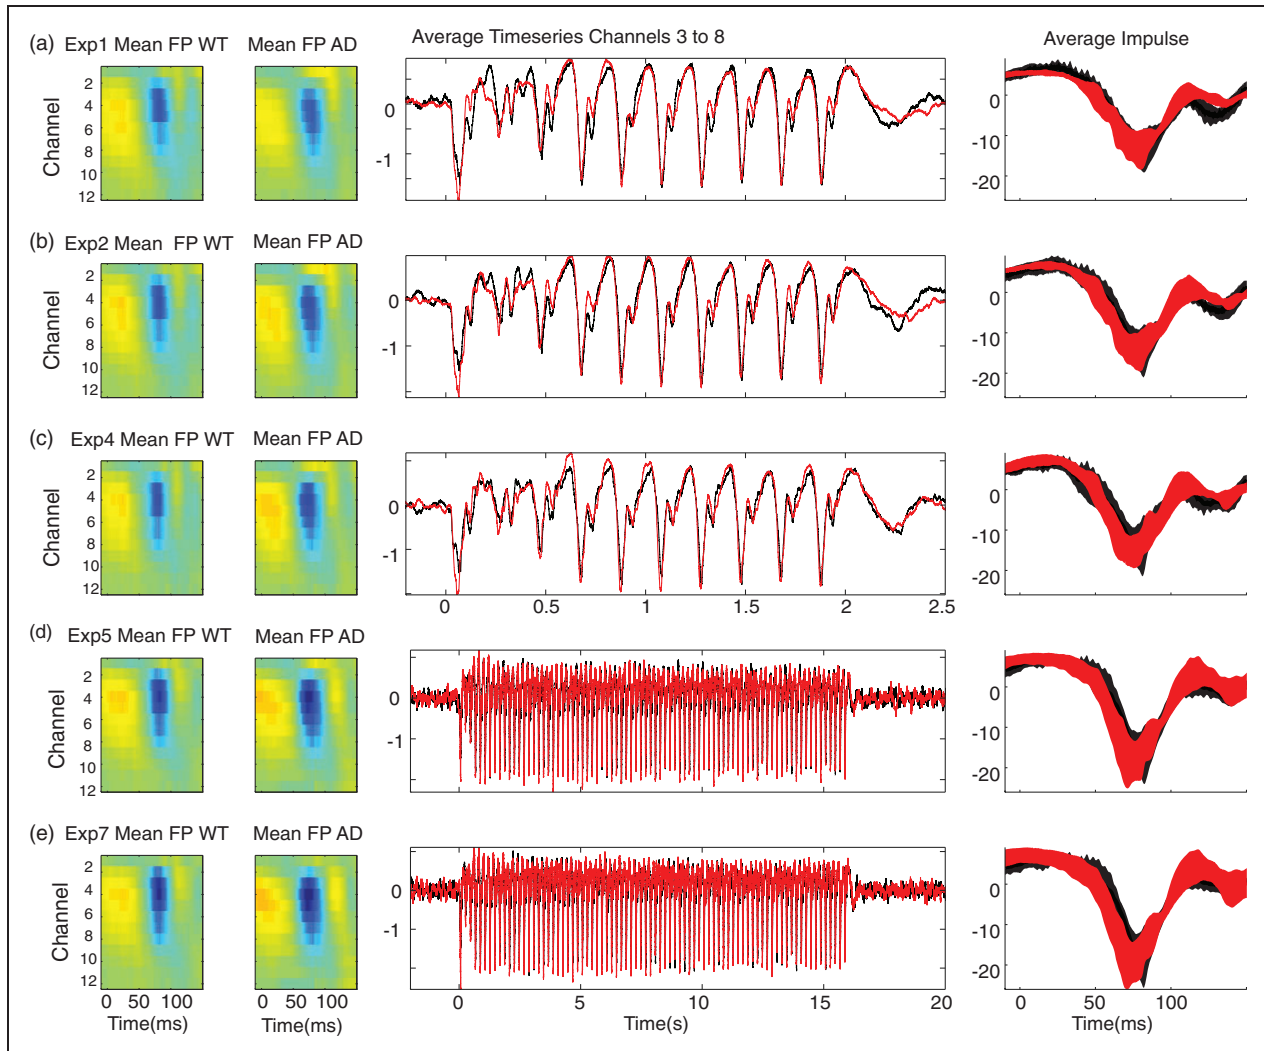 (a) Exp1 Mean FP WT
Mean FP AD
Average Timeseries Channels 3 to 8
Average Impulse
Channel
2
4
6
8
10
12
0
-1
0
-10
-20
(b) Exp2 Mean FP WT
Mean FP AD
Channel
2
4
6
8
10
12
0
-1
0
-10
-20
(c) Exp4 Mean FP WT
Mean FP AD
Channel
2
4
6
8
10
12
0
-1
0 0.5 1 1.5 2 2.5
0
-10
-20
(d) Exp5 Mean FP WT
Mean FP AD
Channel
2
4
6
8
10
12
0
-1
0
-10
-20
(e) Exp7 Mean FP WT
Mean FP AD
Channel
2
4
6
8
10
12
0 50 100
Time(ms)
0 50 100
Time(ms)
0
-1
0 5 10 15 20
Time(s)
0
-10
-20
0 50 100
Time(ms)